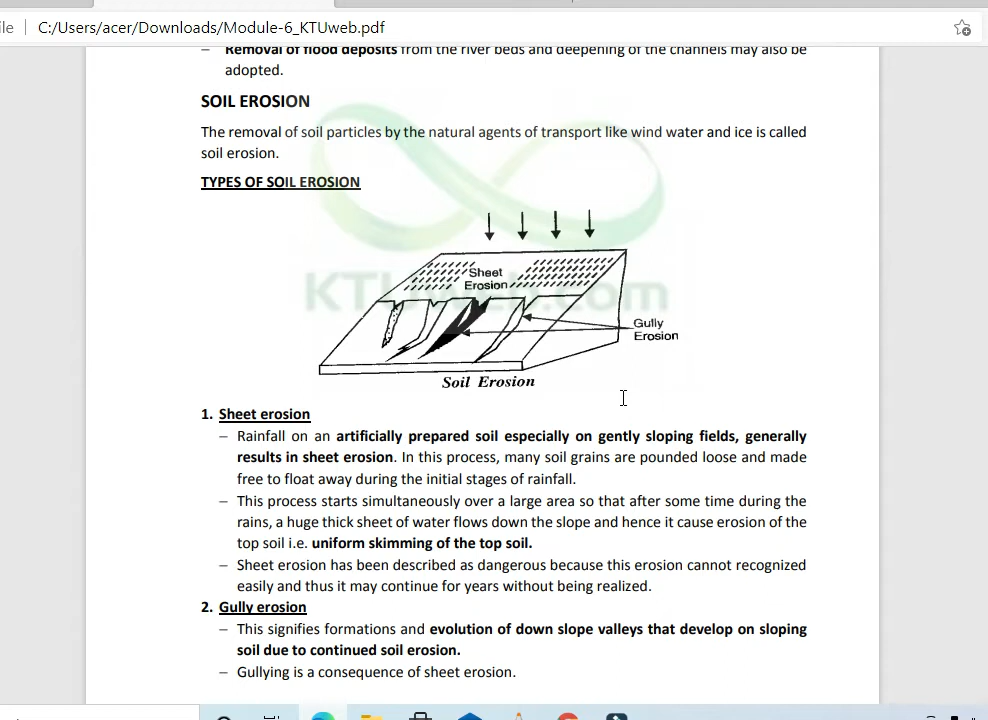 ile C:/Users/acer/Downloads/Module-6_KTUweb.pdf
– Removal of flood deposits from the river beds and deepening of the channels may also be
adopted.
SOIL EROSION
The removal of soil particles by the natural agents of transport like wind water and ice is called
soil erosion.
TYPES OF SOIL EROSION
Sheet
Erosion
KTUweb.com
Gully
Erosion
Soil Erosion
1. Sheet erosion
– Rainfall on an artificially prepared soil especially on gently sloping fields, generally
results in sheet erosion. In this process, many soil grains are pounded loose and made
free to float away during the initial stages of rainfall.
– This process starts simultaneously over a large area so that after some time during the
rains, a huge thick sheet of water flows down the slope and hence it cause erosion of the
top soil i.e. uniform skimming of the top soil.
– Sheet erosion has been described as dangerous because this erosion cannot recognized
easily and thus it may continue for years without being realized.
2. Gully erosion
– This signifies formations and evolution of down slope valleys that develop on sloping
soil due to continued soil erosion.
– Gullying is a consequence of sheet erosion.